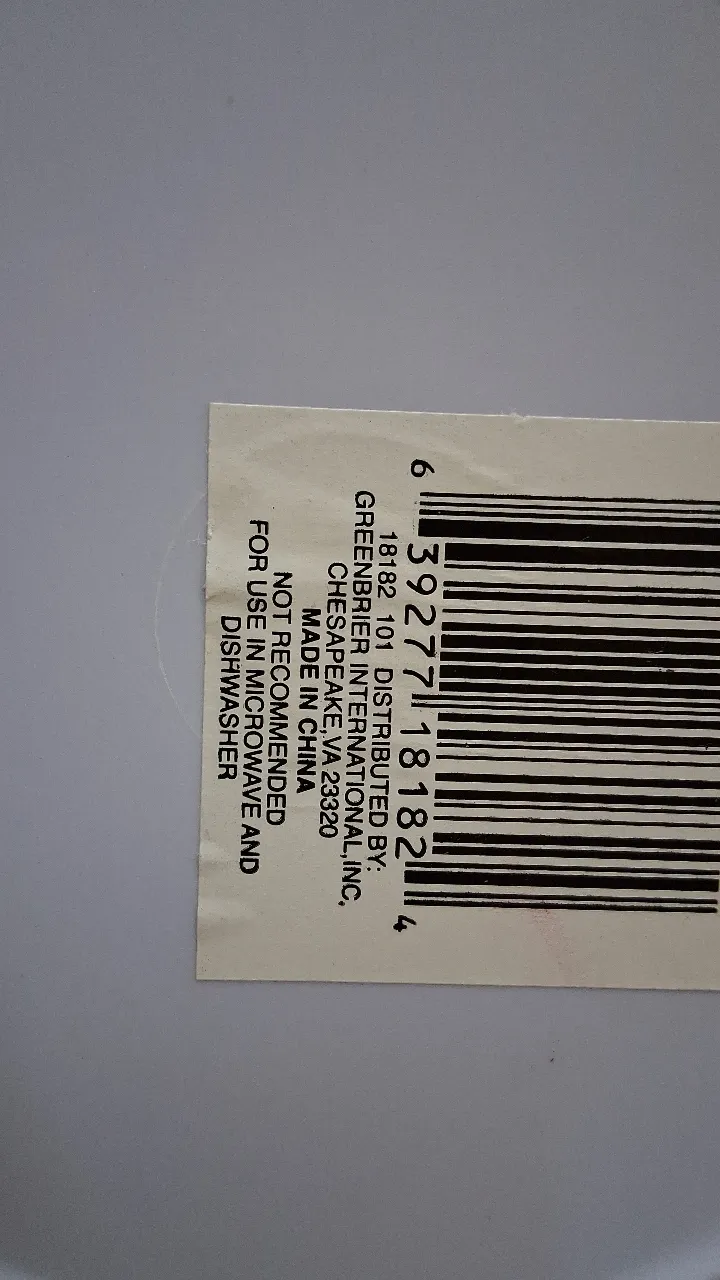 6 39277 18182 4
18182 101 DISTRIBUTED BY:
GREENBRIER INTERNATIONAL,INC,
CHESAPEAKE,VA 23320
MADE IN CHINA
NOT RECOMMENDED
FOR USE IN MICROWAVE AND
DISHWASHER